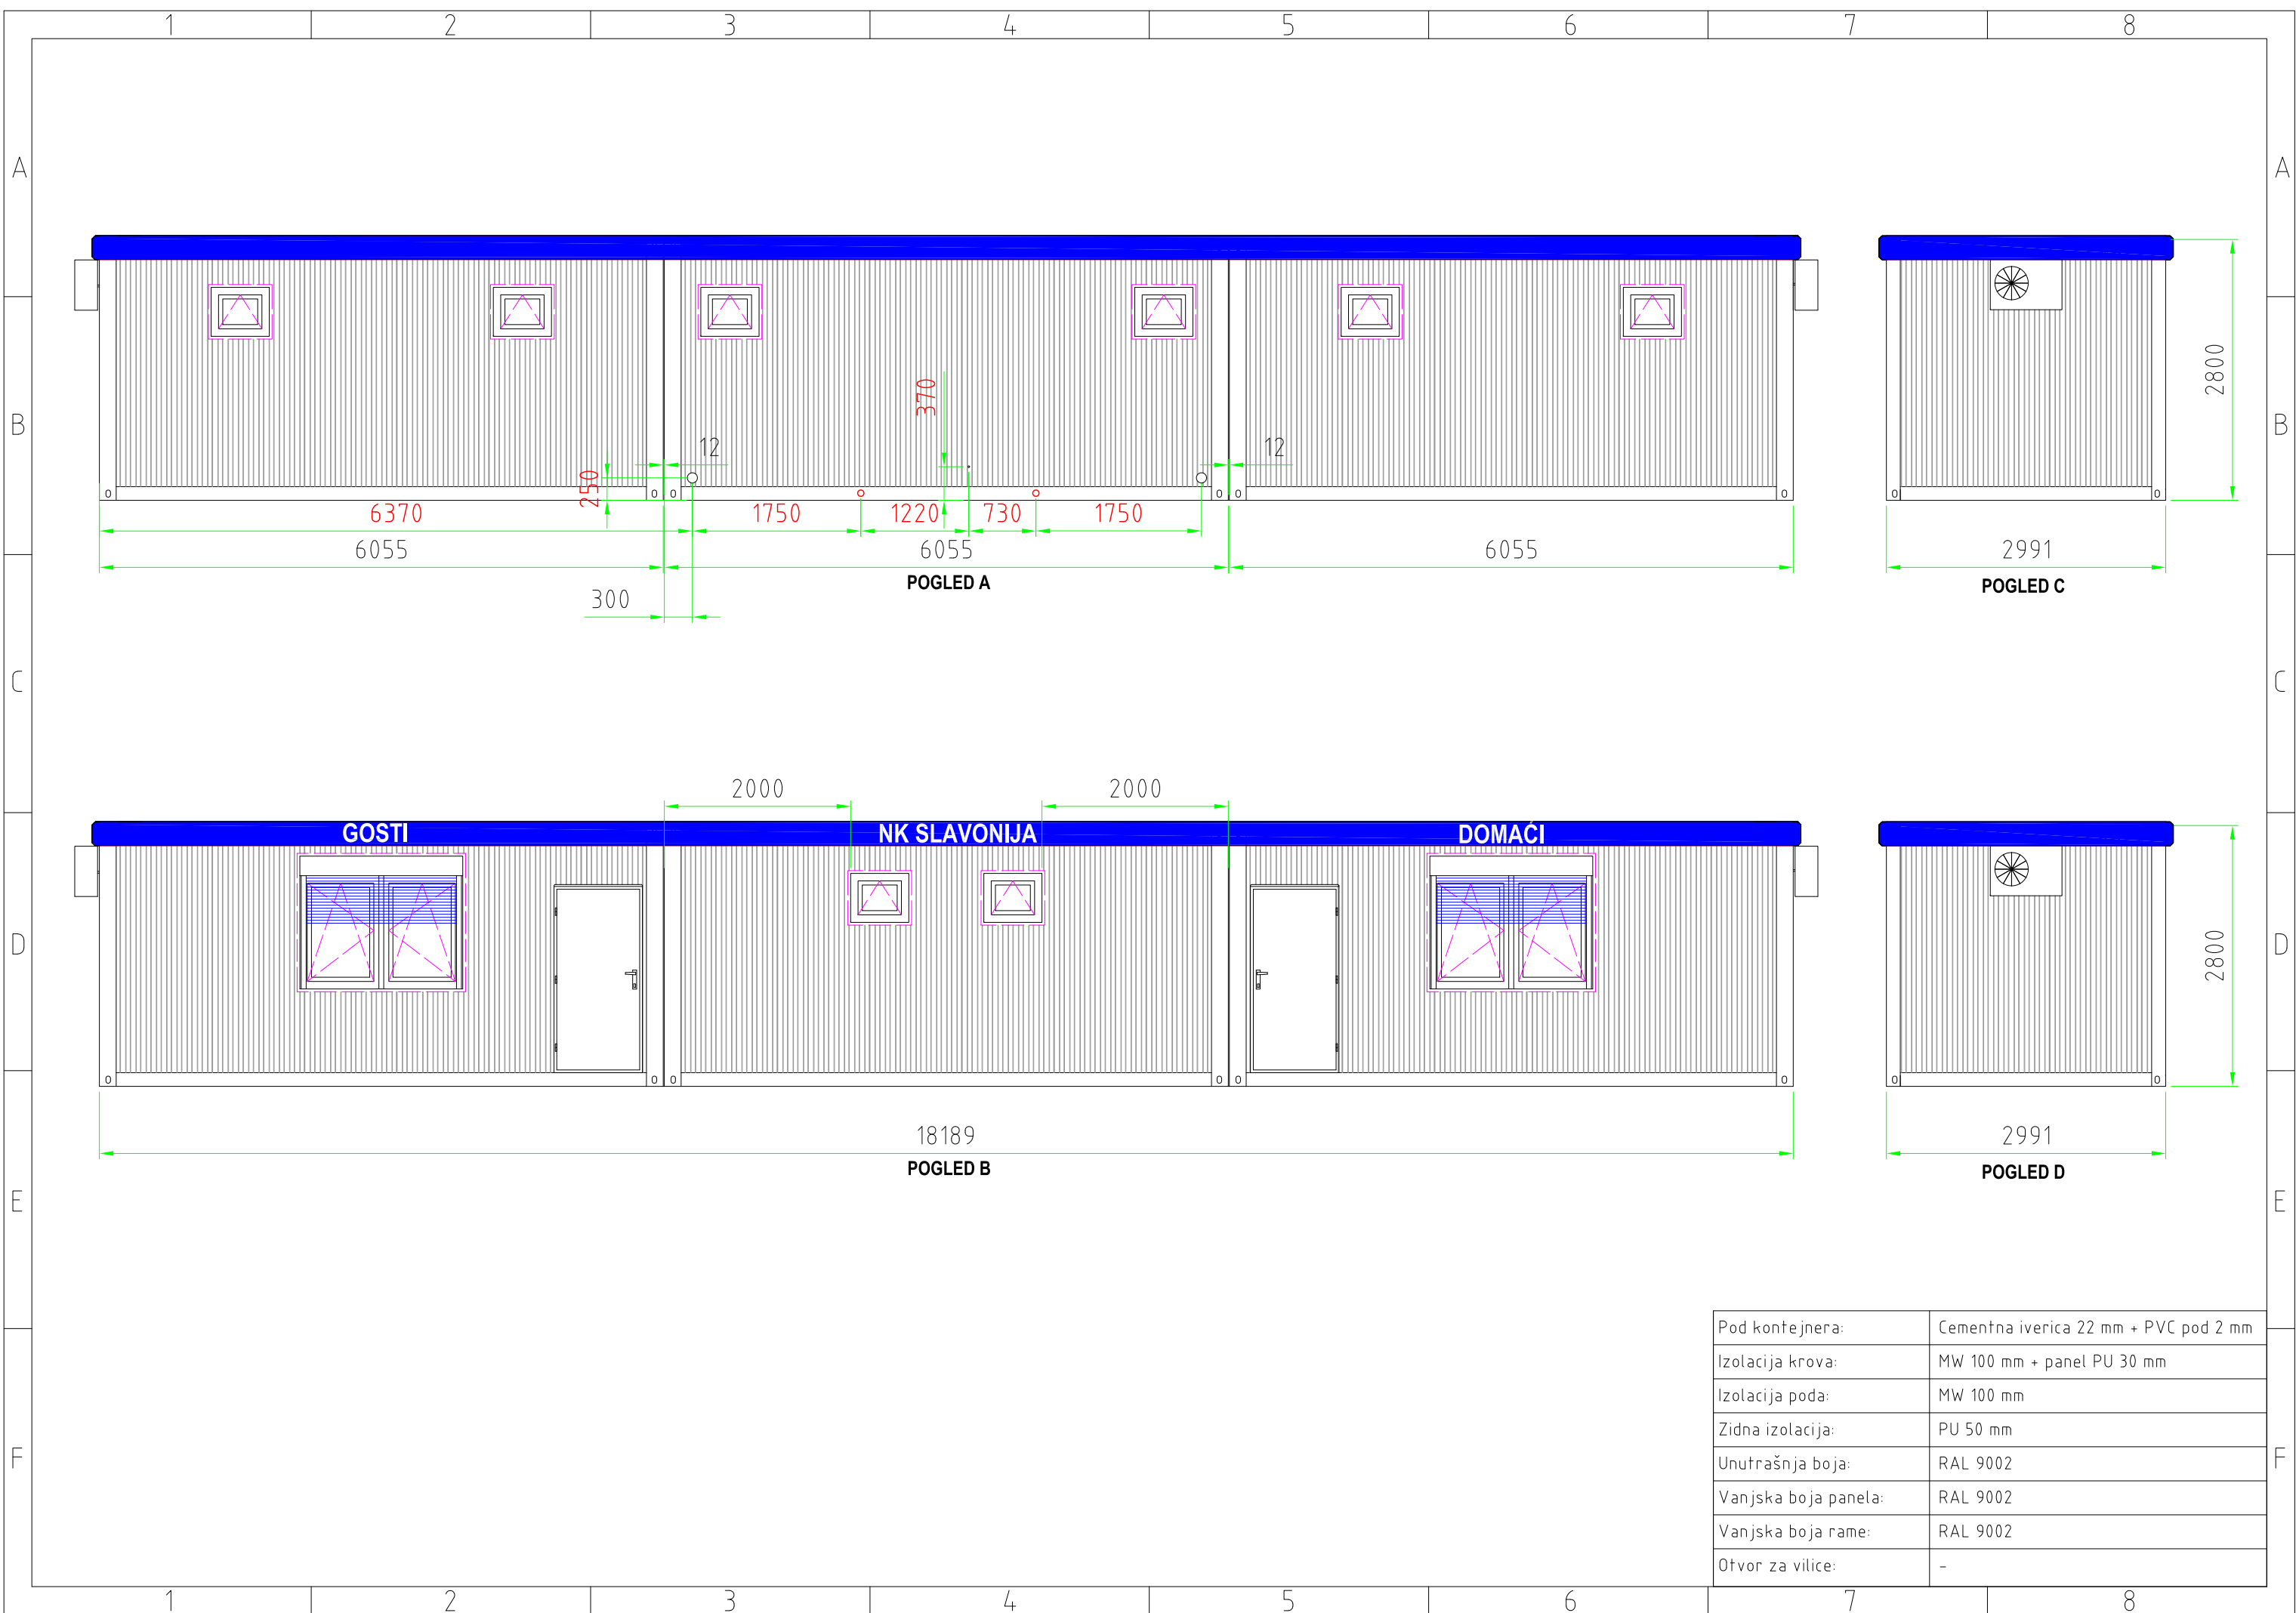 1 2 3 4 5 6 7 8
A A
2800
B B
370
12 12
250
6370 1750 1220 730 1750
6055 6055 6055 2991
POGLED A POGLED C
300
C C
2000 2000
GOSTI NK SLAVONIJA DOMAĆI
D D
2800
18189 2991
POGLED B POGLED D
E E
Pod kontejnera: Cementna iverica 22 mm + PVC pod 2 mm
Izolacija krova: MW 100 mm + panel PU 30 mm
Izolacija poda: MW 100 mm
Zidna izolacija: PU 50 mm
F F
Unutrašnja boja: RAL 9002
Vanjska boja panela: RAL 9002
Vanjska boja rame: RAL 9002
Otvor za vilice: -
1 2 3 4 5 6 7 8